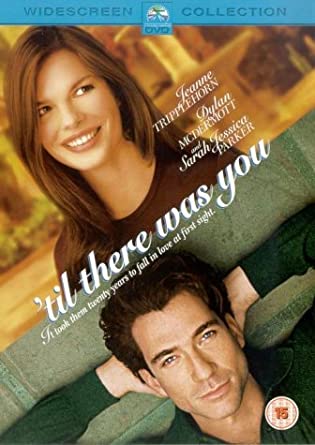 WIDESCREEN COLLECTION
DVD
Jeanne
TRIPPLEHORN
Dylan
MCDERMOTT
and
Sarah Jessica
PARKER
'til there was you
It took them twenty years to fall in love at first sight.
15